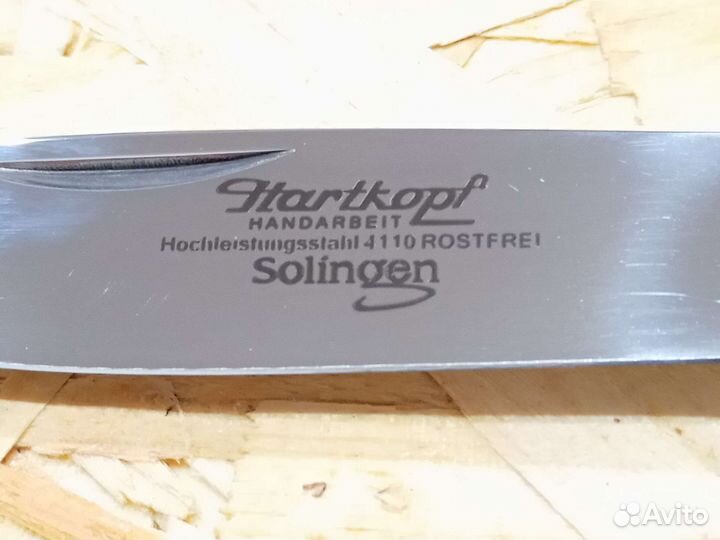 Hartkopf
HANDARBEIT
Hochleistungsstahl 4110 ROSTFREI
Solingen
Avito